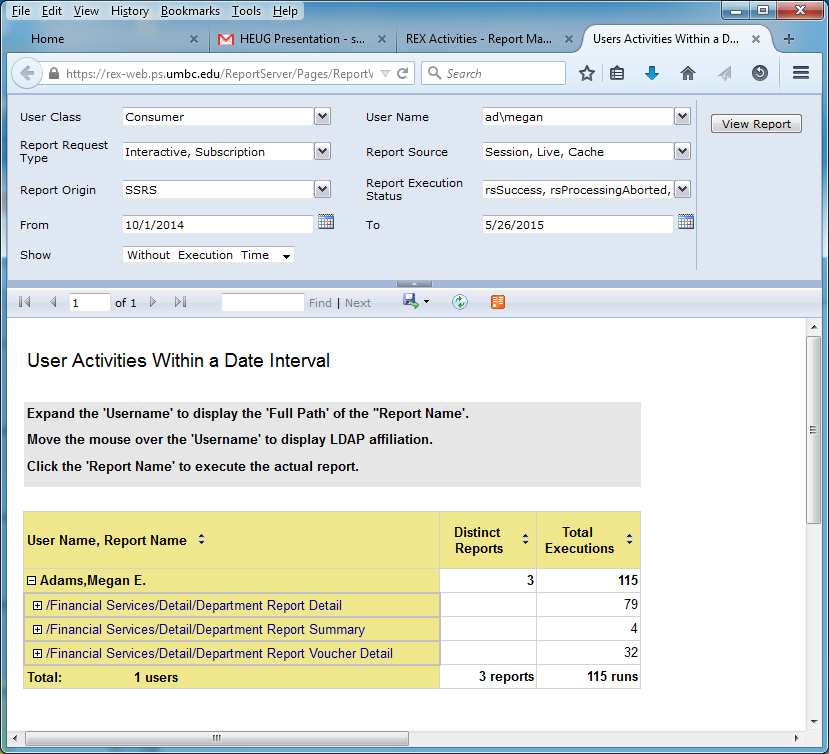 File Edit View History Bookmarks Tools Help
Home HEUG Presentation - s... REX Activities - Report Ma... Users Activities Within a D...
https://rex-web.ps.umbc.edu/ReportServer/Pages/ReportV Search
User Class Consumer User Name ad\megan View Report
Report Request Type Interactive, Subscription Report Source Session, Live, Cache
Report Origin SSRS Report Execution Status rsSuccess, rsProcessingAborted,
From 10/1/2014 To 5/26/2015
Show Without Execution Time
1 of 1 Find | Next
User Activities Within a Date Interval
Expand the 'Username' to display the 'Full Path' of the "Report Name'.
Move the mouse over the 'Username' to display LDAP affiliation.
Click the 'Report Name' to execute the actual report.
User Name, Report Name Distinct Reports Total Executions
Adams,Megan E. 3 115
/Financial Services/Detail/Department Report Detail 79
/Financial Services/Detail/Department Report Summary 4
/Financial Services/Detail/Department Report Voucher Detail 32
Total: 1 users 3 reports 115 runs